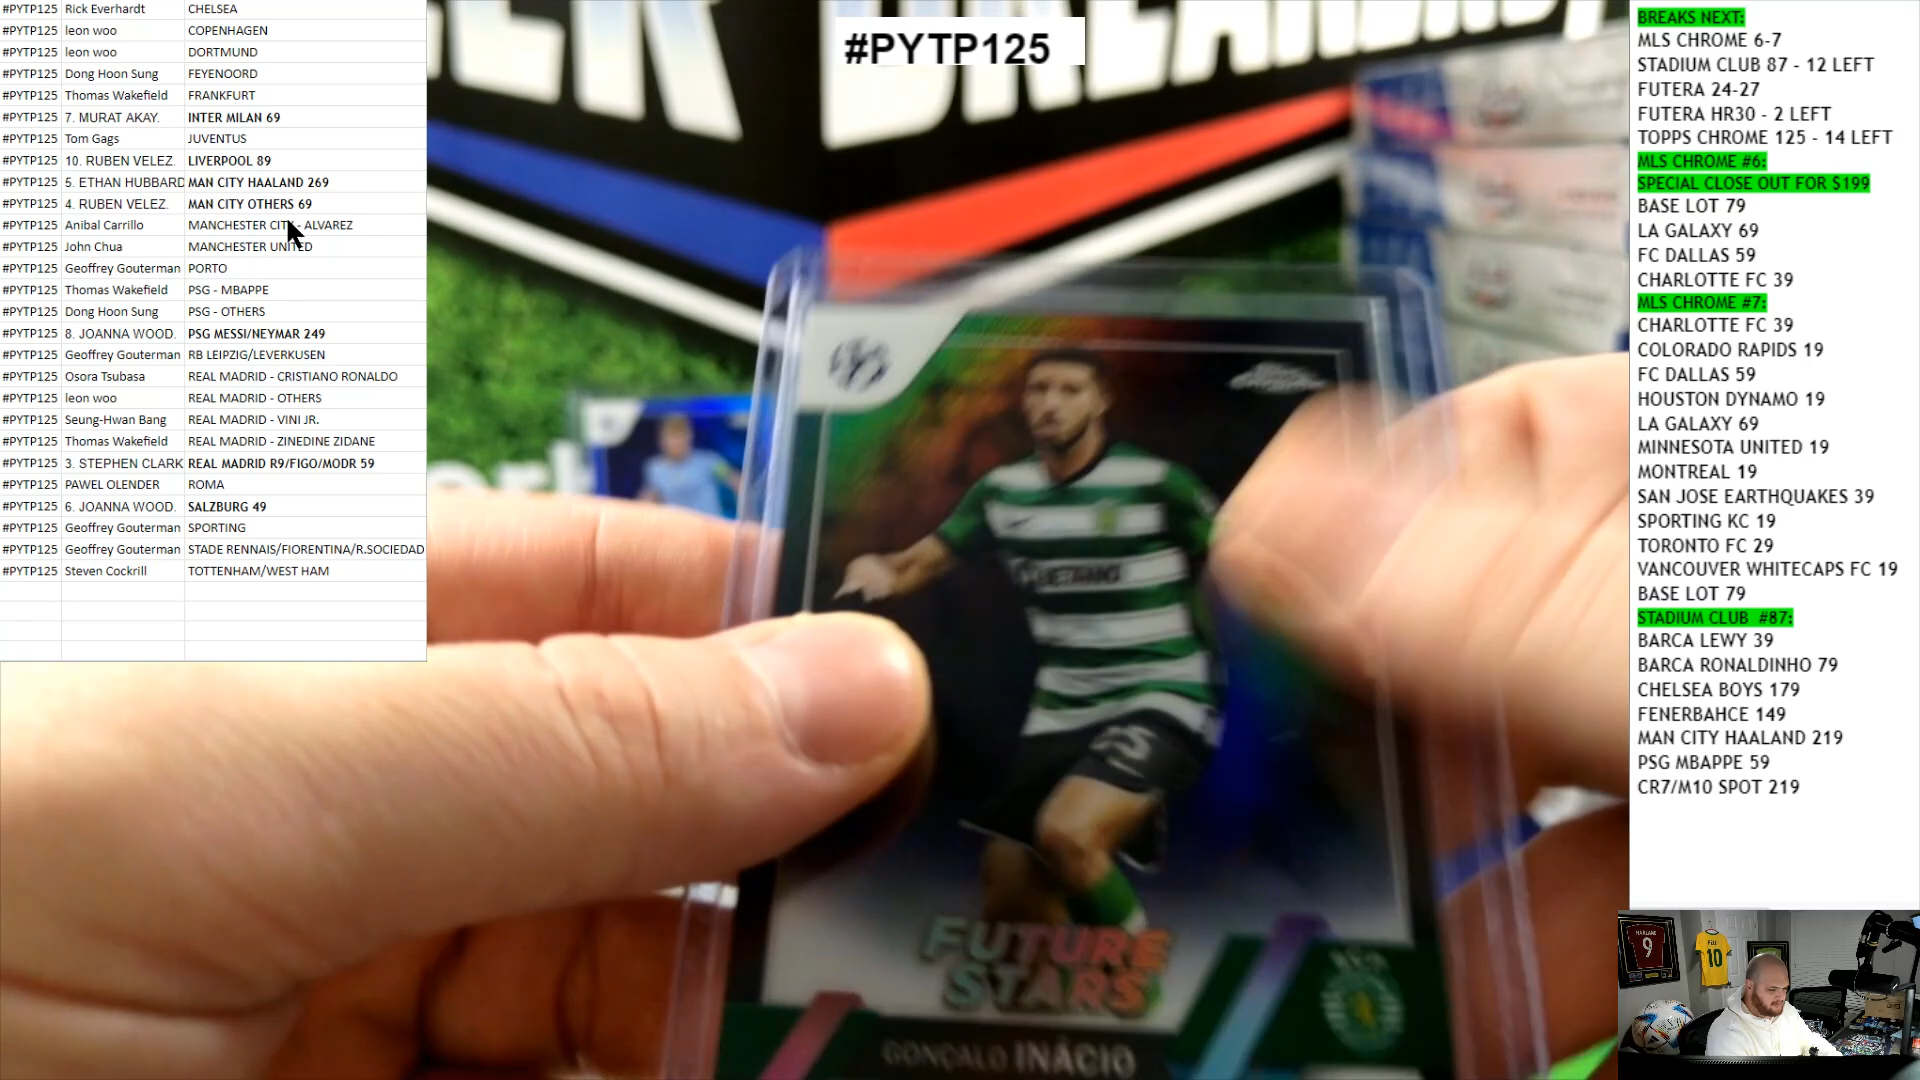 #PYTP125 Rick Everhardt CHELSEA
#PYTP125 leon woo COPENHAGEN
#PYTP125 leon woo DORTMUND
#PYTP125 Dong Hoon Sung FEYENOORD
#PYTP125 Thomas Wakefield FRANKFURT
#PYTP125 7. MURAT AKAY. INTER MILAN 69
#PYTP125 Tom Gags JUVENTUS
#PYTP125 10. RUBEN VELEZ. LIVERPOOL 89
#PYTP125 5. ETHAN HUBBARD MAN CITY HAALAND 269
#PYTP125 4. RUBEN VELEZ. MAN CITY OTHERS 69
#PYTP125 Anibal Carrillo MANCHESTER CITY - ALVAREZ
#PYTP125 John Chua MANCHESTER UNITED
#PYTP125 Geoffrey Gouterman PORTO
#PYTP125 Thomas Wakefield PSG - MBAPPE
#PYTP125 Dong Hoon Sung PSG - OTHERS
#PYTP125 8. JOANNA WOOD. PSG MESSI/NEYMAR 249
#PYTP125 Geoffrey Gouterman RB LEIPZIG/LEVERKUSEN
#PYTP125 Osora Tsubasa REAL MADRID - CRISTIANO RONALDO
#PYTP125 leon woo REAL MADRID - OTHERS
#PYTP125 Seung-Hwan Bang REAL MADRID - VINI JR.
#PYTP125 Thomas Wakefield REAL MADRID - ZINEDINE ZIDANE
#PYTP125 3. STEPHEN CLARK REAL MADRID R9/FIGO/MODR 59
#PYTP125 PAWEL OLENDER ROMA
#PYTP125 6. JOANNA WOOD. SALZBURG 49
#PYTP125 Geoffrey Gouterman SPORTING
#PYTP125 Geoffrey Gouterman STADE RENNAIS/FIORENTINA/R.SOCIEDAD
#PYTP125 Steven Cockrill TOTTENHAM/WEST HAM
#PYTP125
FUTURE
STARS
GONÇALO INÁCIO
BREAKS NEXT:
MLS CHROME 6-7
STADIUM CLUB 87 - 12 LEFT
FUTERA 24-27
FUTERA HR30 - 2 LEFT
TOPPS CHROME 125 - 14 LEFT
MLS CHROME #6:
SPECIAL CLOSE OUT FOR $199
BASE LOT 79
LA GALAXY 69
FC DALLAS 59
CHARLOTTE FC 39
MLS CHROME #7:
CHARLOTTE FC 39
COLORADO RAPIDS 19
FC DALLAS 59
HOUSTON DYNAMO 19
LA GALAXY 69
MINNESOTA UNITED 19
MONTREAL 19
SAN JOSE EARTHQUAKES 39
SPORTING KC 19
TORONTO FC 29
VANCOUVER WHITECAPS FC 19
BASE LOT 79
STADIUM CLUB #87:
BARCA LEWY 39
BARCA RONALDINHO 79
CHELSEA BOYS 179
FENERBAHCE 149
MAN CITY HAALAND 219
PSG MBAPPE 59
CR7/M10 SPOT 219
9
10